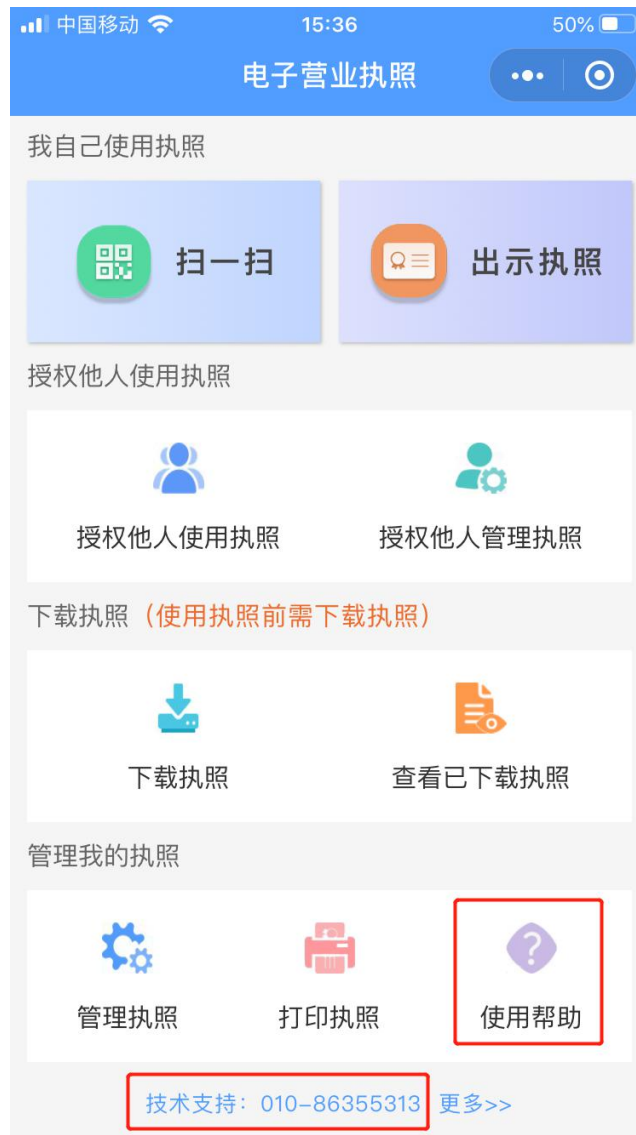 中国移动 15:36 50%
电子营业执照
我自己使用执照
扫一扫 出示执照
授权他人使用执照
授权他人使用执照 授权他人管理执照
下载执照（使用执照前需下载执照）
下载执照 查看已下载执照
管理我的执照
管理执照 打印执照 使用帮助
技术支持：010-86355313 更多>>